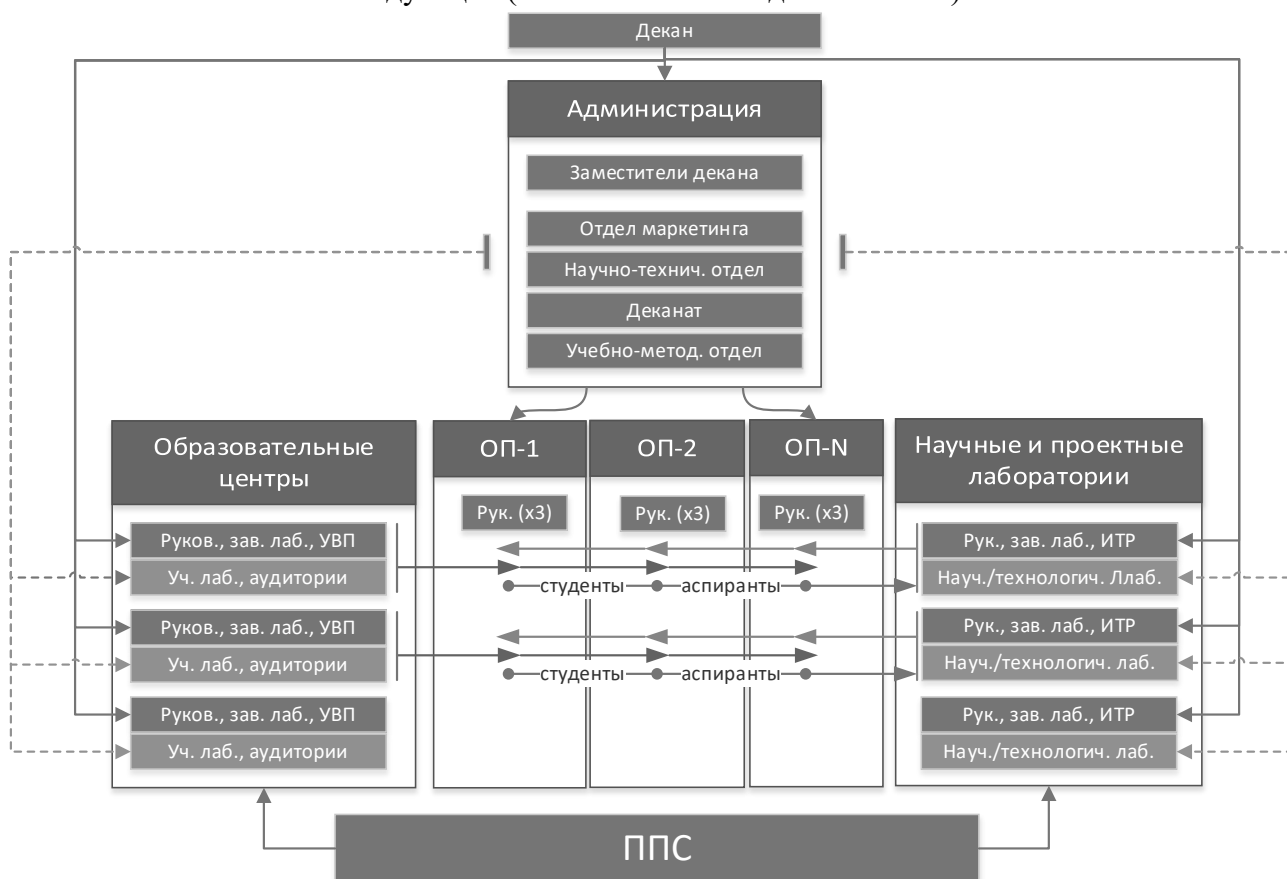 Декан
Администрация
Заместители декана
Отдел маркетинга
Научно-технич. отдел
Деканат
Учебно-метод. отдел
Образовательные
центры
ОП-1
ОП-2
ОП-N
Научные и проектные
лаборатории
Рук. (x3)
Рук. (x3)
Рук. (x3)
Руков., зав. лаб., УВП
Уч. лаб., аудитории
Рук., зав. лаб., ИТР
Науч./технологич. Ллаб.
студенты
аспиранты
Руков., зав. лаб., УВП
Уч. лаб., аудитории
Рук., зав. лаб., ИТР
Науч./технологич. лаб.
студенты
аспиранты
Руков., зав. лаб., УВП
Уч. лаб., аудитории
Рук., зав. лаб., ИТР
Науч./технологич. лаб.
ППС